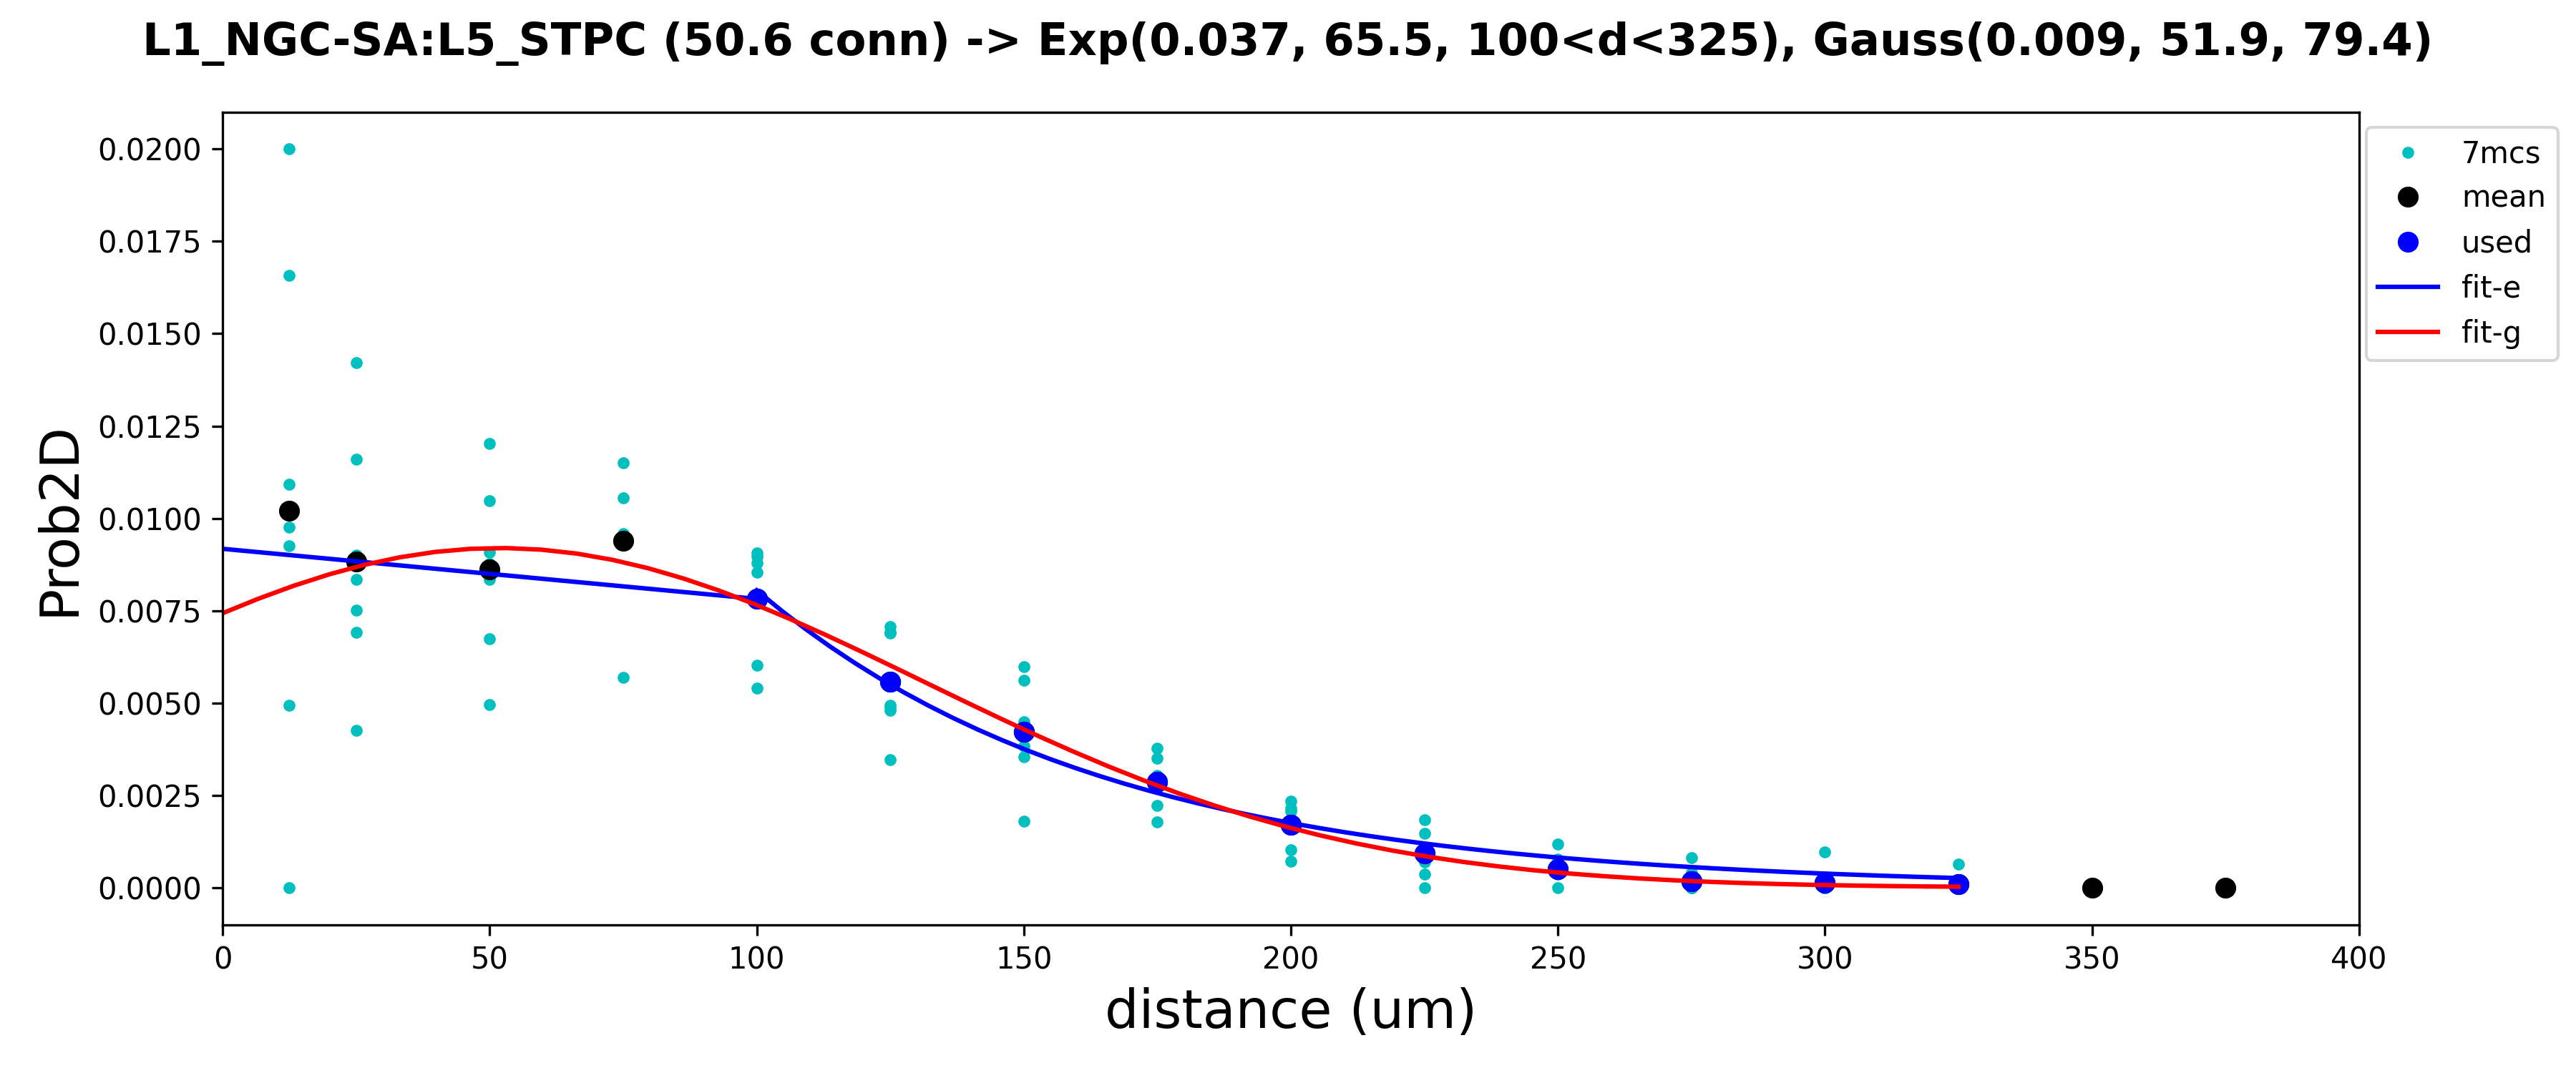 L1_NGC-SA:L5_STPC (50.6 conn) -> Exp(0.037, 65.5, 100<d<325), Gauss(0.009, 51.9, 79.4)
0.0200
0.0175
0.0150
0.0125
0.0100
0.0075
0.0050
0.0025
0.0000
Prob2D
0 50 100 150 200 250 300 350 400
distance (um)
7mcs
mean
used
fit-e
fit-g